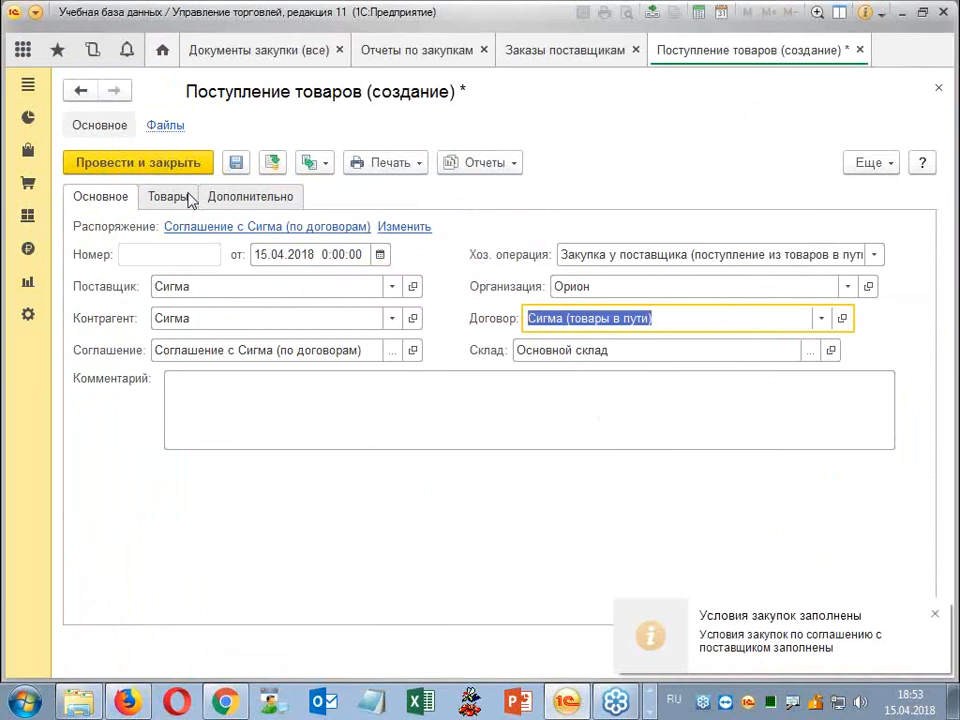 Учебная база данных / Управление торговлей, редакция 11 (1С:Предприятие)
M M+ M-
Документы закупки (все) × Отчеты по закупкам × Заказы поставщикам × Поступление товаров (создание) * ×
Поступление товаров (создание) *
Основное Файлы
Провести и закрыть Печать Отчеты Еще ?
Основное Товары Дополнительно
Распоряжение: Соглашение с Сигма (по договорам) Изменить
Номер: от: 15.04.2018 0:00:00 Хоз. операция: Закупка у поставщика (поступление из товаров в пути
Поставщик: Сигма Организация: Орион
Контрагент: Сигма Договор: Сигма (товары в пути)
Соглашение: Соглашение с Сигма (по договорам) ... Склад: Основной склад ...
Комментарий:
Условия закупок заполнены
Условия закупок по соглашению с
поставщиком заполнены
RU 18:53
15.04.2018